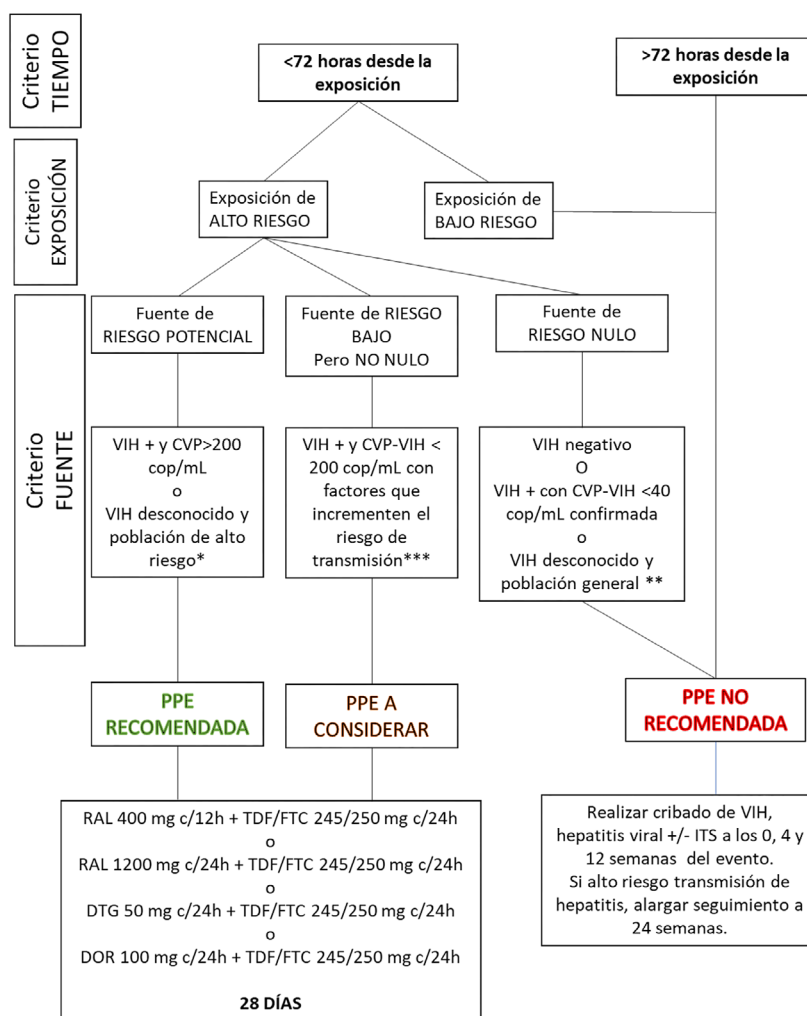 Criterio
TIEMPO
<72 horas desde la
exposición
>72 horas desde la
exposición
Criterio
EXPOSICIÓN
Exposición de
ALTO RIESGO
Exposición de
BAJO RIESGO
Criterio
FUENTE
Fuente de
RIESGO POTENCIAL
Fuente de RIESGO
BAJO
Pero NO NULO
Fuente de
RIESGO NULO
VIH + y CVP>200
cop/mL
o
VIH desconocido y
población de alto
riesgo*
VIH + y CVP-VIH <
200 cop/mL con
factores que
incrementen el
riesgo de
transmisión***
VIH negativo
O
VIH + con CVP-VIH <40
cop/mL confirmada
o
VIH desconocido y
población general **
PPE
RECOMENDADA
PPE A
CONSIDERAR
PPE NO
RECOMENDADA
RAL 400 mg c/12h + TDF/FTC 245/250 mg c/24h
o
RAL 1200 mg c/24h + TDF/FTC 245/250 mg c/24h
o
DTG 50 mg c/24h + TDF/FTC 245/250 mg c/24h
o
DOR 100 mg c/24h + TDF/FTC 245/250 mg c/24h
28 DÍAS
Realizar cribado de VIH,
hepatitis viral +/- ITS a los 0, 4 y
12 semanas del evento.
Si alto riesgo transmisión de
hepatitis, alargar seguimiento a
24 semanas.